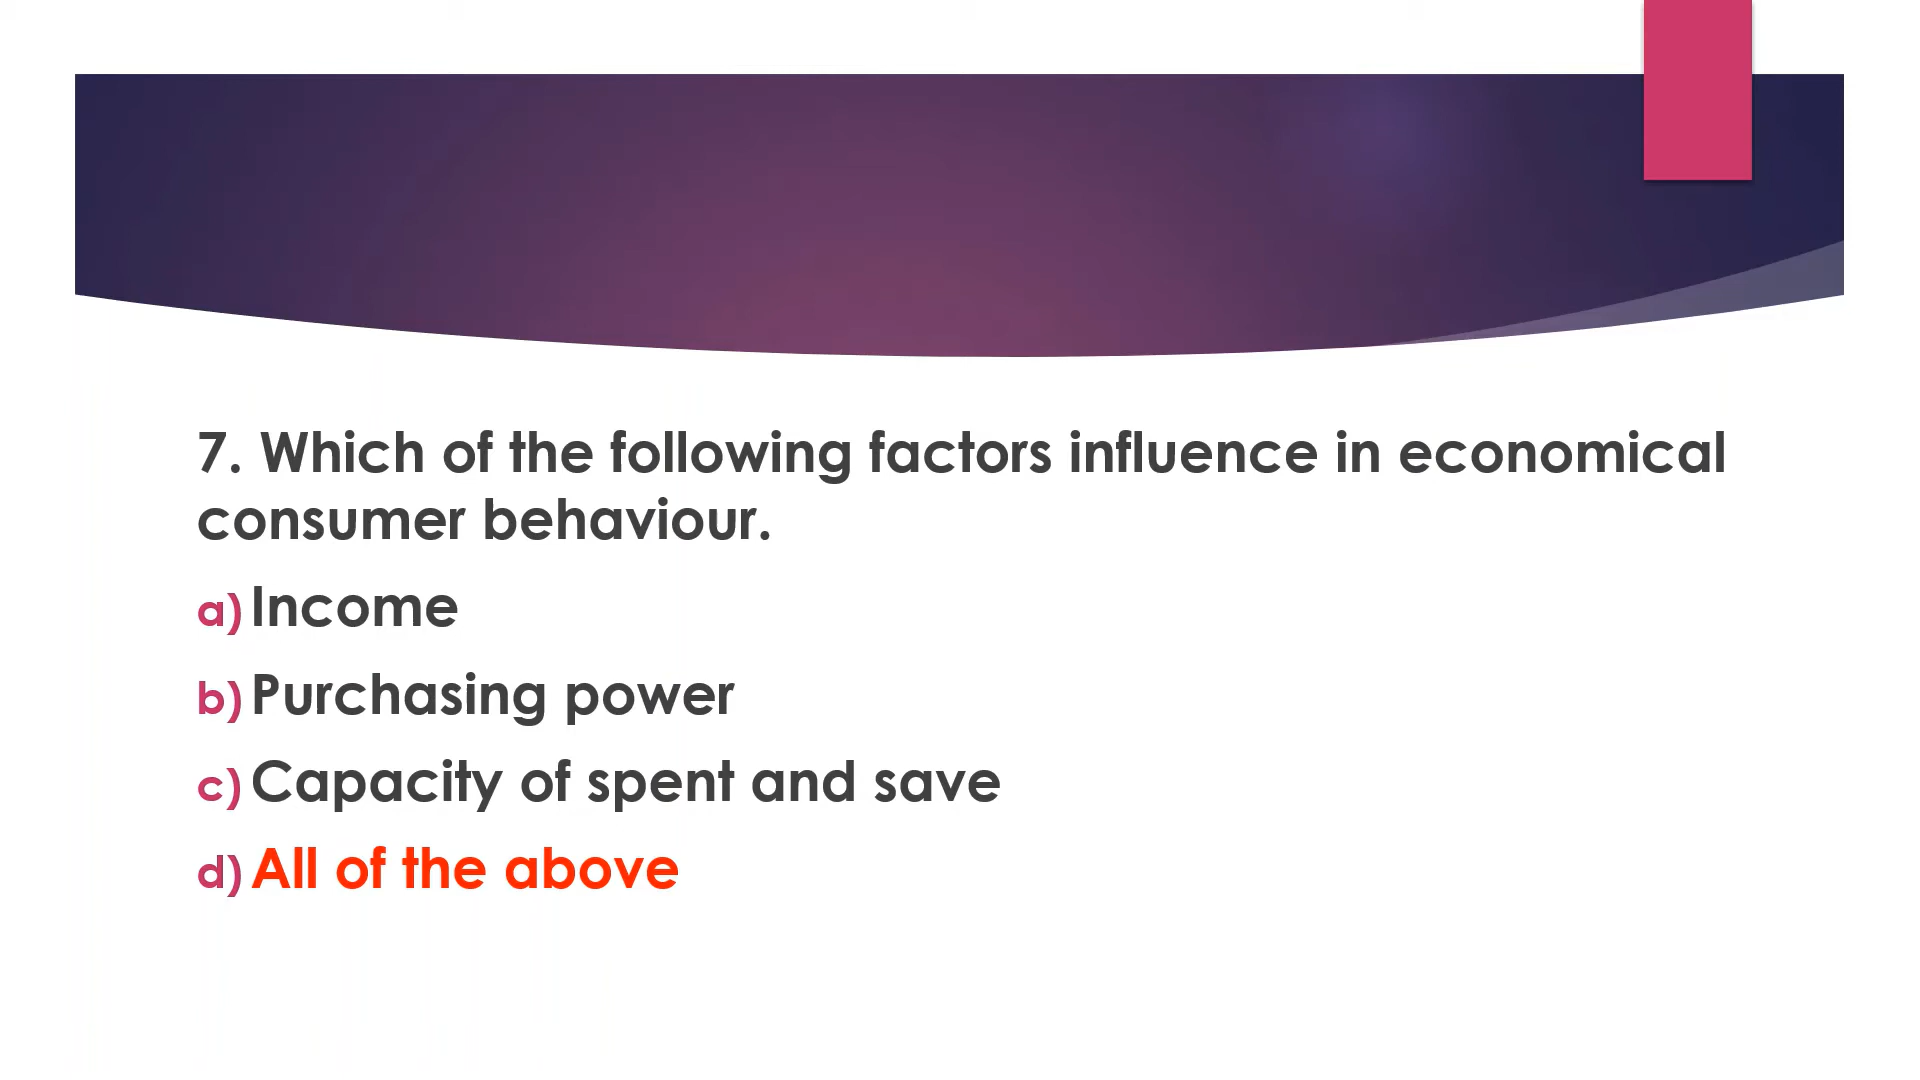 7. Which of the following factors influence in economical
consumer behaviour.
a) Income
b) Purchasing power
c) Capacity of spent and save
d) All of the above